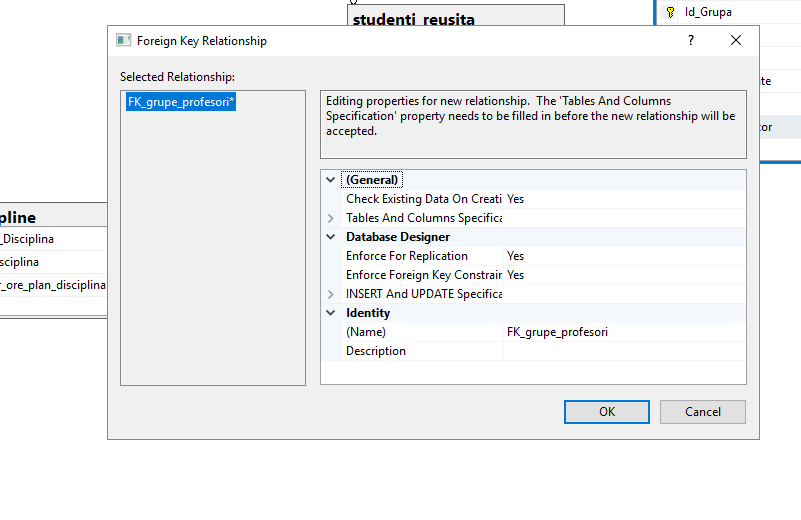 studenti_reusita
Id_Grupa
Foreign Key Relationship
?
Selected Relationship:
FK_grupe_profesori*
Editing properties for new relationship. The 'Tables And Columns
Specification' property needs to be filled in before the new relationship will be
accepted.
te
tor
(General)
Check Existing Data On Creati Yes
Tables And Columns Specifica
Database Designer
Enforce For Replication Yes
Enforce Foreign Key Constrair Yes
INSERT And UPDATE Specifica
Identity
(Name) FK_grupe_profesori
Description
pline
_Disciplina
sciplina
r_ore_plan_disciplina
OK Cancel